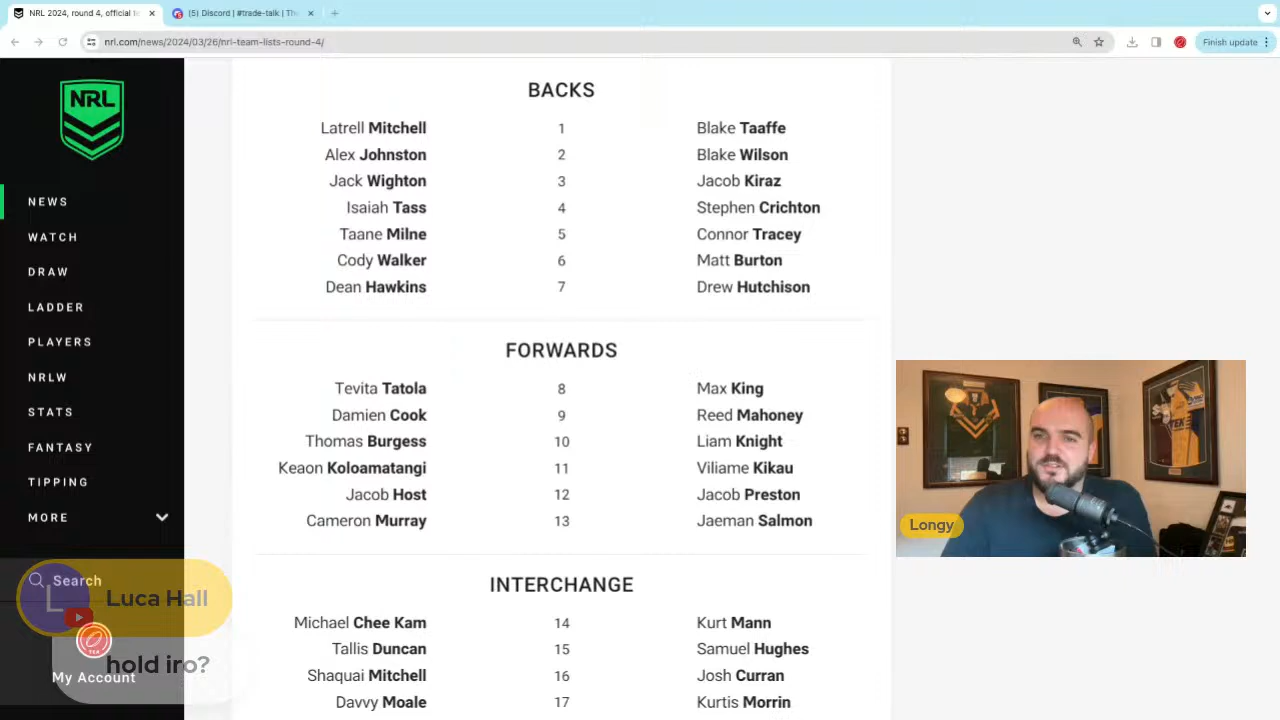 NRL 2024, round 4, official t
(5) Discord | #trade-talk | The
nrl.com/news/2024/03/26/nrl-team-lists-round-4/
Finish update
NRL
NEWS
WATCH
DRAW
LADDER
PLAYERS
NRLW
STATS
FANTASY
TIPPING
MORE
Search
My Account
BACKS
Latrell Mitchell 1 Blake Taaffe
Alex Johnston 2 Blake Wilson
Jack Wighton 3 Jacob Kiraz
Isaiah Tass 4 Stephen Crichton
Taane Milne 5 Connor Tracey
Cody Walker 6 Matt Burton
Dean Hawkins 7 Drew Hutchison
FORWARDS
Tevita Tatola 8 Max King
Damien Cook 9 Reed Mahoney
Thomas Burgess 10 Liam Knight
Keaon Koloamatangi 11 Viliame Kikau
Jacob Host 12 Jacob Preston
Cameron Murray 13 Jaeman Salmon
INTERCHANGE
Michael Chee Kam 14 Kurt Mann
Tallis Duncan 15 Samuel Hughes
Shaquai Mitchell 16 Josh Curran
Davvy Moale 17 Kurtis Morrin
L
Luca Hall
hold iro?
Longy